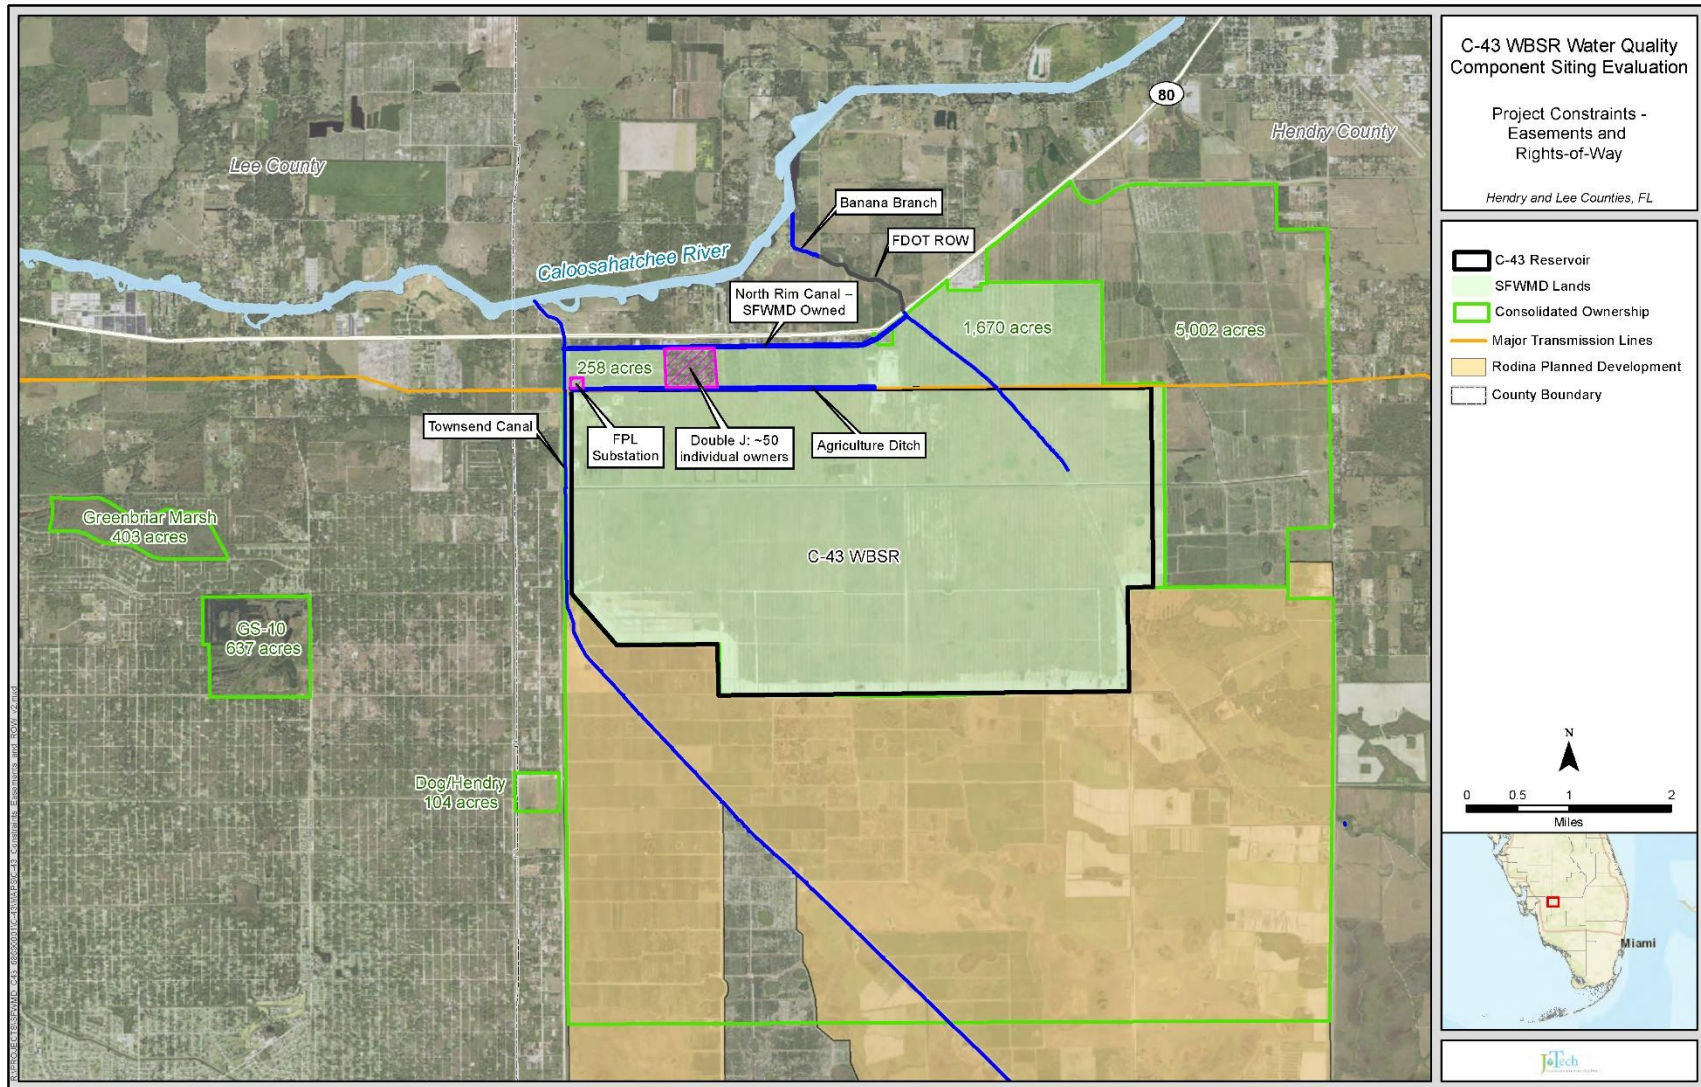 C-43 WBSR Water Quality
Component Siting Evaluation
Project Constraints -
Easements and
Rights-of-Way
Hendry and Lee Counties, FL
C-43 Reservoir
SFWMD Lands
Consolidated Ownership
Major Transmission Lines
Rodina Planned Development
County Boundary
N
0 0.5 1 2
Miles
Miami
Lee County
Hendry County
80
Banana Branch
FDOT ROW
Caloosahatchee River
North Rim Canal –
SFWMD Owned
1,670 acres
5,002 acres
258 acres
Townsend Canal
FPL
Substation
Double J: ~50
individual owners
Agriculture Ditch
Greenbriar Marsh
403 acres
C-43 WBSR
GS-10
637 acres
Dog/Hendry
104 acres
J-Tech